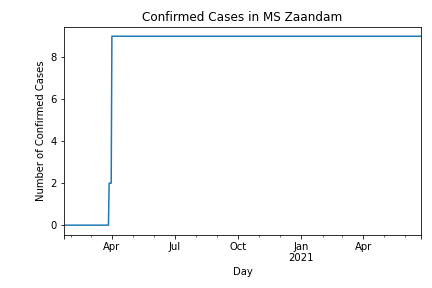 Confirmed Cases in MS Zaandam
Number of Confirmed Cases
8
6
4
2
0
Apr
Jul
Oct
Jan
2021
Apr
Day